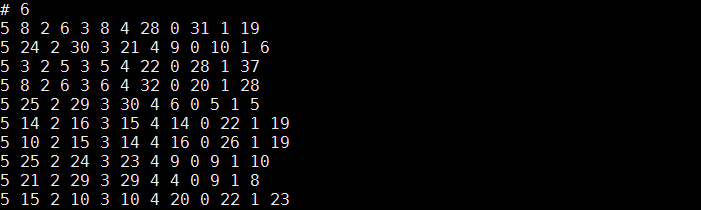 # 6
5 8 2 6 3 8 4 28 0 31 1 19
5 24 2 30 3 21 4 9 0 10 1 6
5 3 2 5 3 5 4 22 0 28 1 37
5 8 2 6 3 6 4 32 0 20 1 28
5 25 2 29 3 30 4 6 0 5 1 5
5 14 2 16 3 15 4 14 0 22 1 19
5 10 2 15 3 14 4 16 0 26 1 19
5 25 2 24 3 23 4 9 0 9 1 10
5 21 2 29 3 29 4 4 0 9 1 8
5 15 2 10 3 10 4 20 0 22 1 23